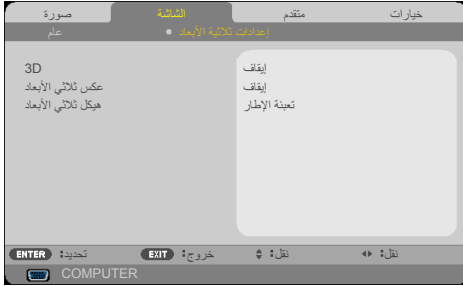 صورة الشاشة متقدم خيارات
عام ● إعدادات ثلاثية الأبعاد
3D إيقاف
عكس ثلاثي الأبعاد إيقاف
هيكل ثلاثي الأبعاد تعبئة الإطار
ENTER تحديد: EXIT خروج: نقل: نقل:
COMPUTER